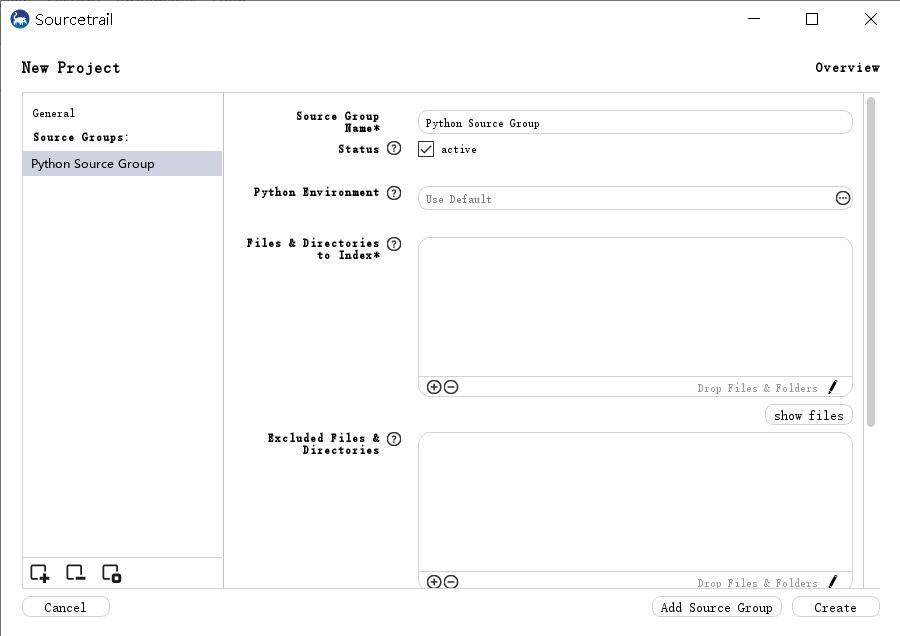 Sourcetrail
New Project
Overview
General
Source Groups:
Python Source Group
Source Group
Name*
Python Source Group
Status ?
active
Python Environment ?
Use Default
Files & Directories ?
to Index*
Drop Files & Folders
show files
Excluded Files & ?
Directories
Drop Files & Folders
Cancel
Add Source Group
Create